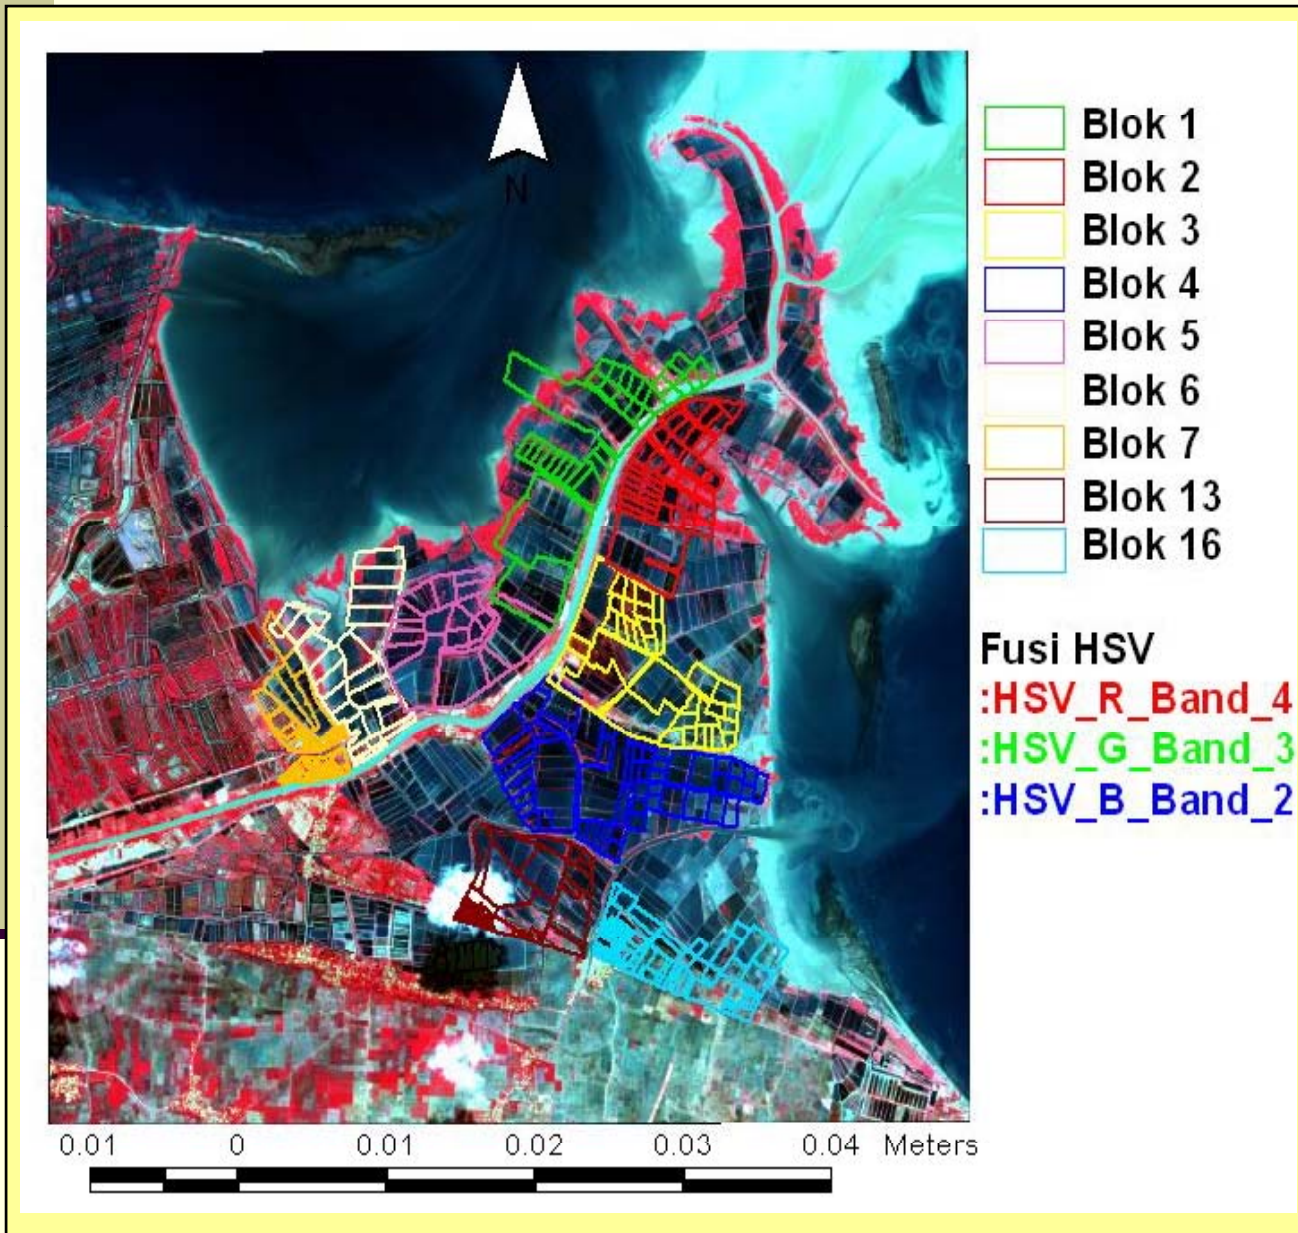 N
Blok 1
Blok 2
Blok 3
Blok 4
Blok 5
Blok 6
Blok 7
Blok 13
Blok 16
Fusi HSV
:HSV_R_Band_4
:HSV_G_Band_3
:HSV_B_Band_2
0.01 0 0.01 0.02 0.03 0.04 Meters